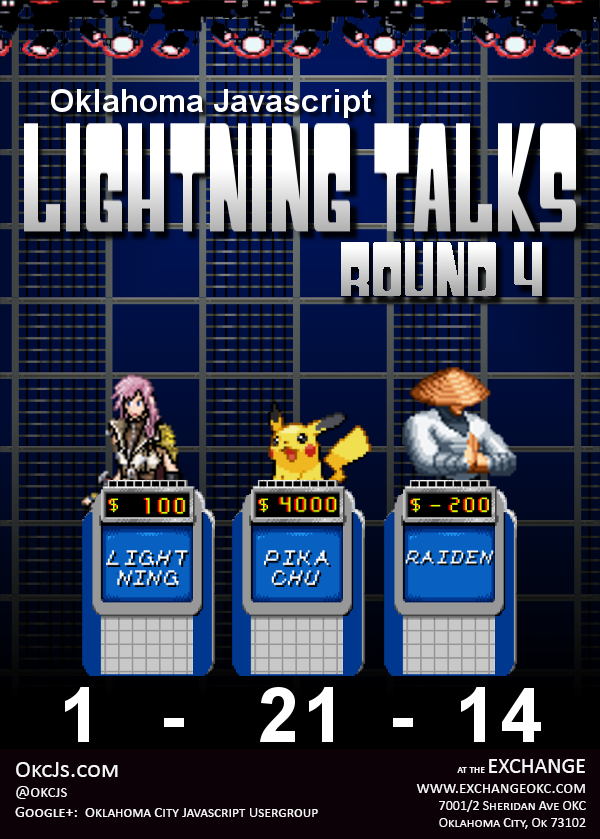 Oklahoma Javascript
LIGHTNING TALKS
ROUND 4
$ 100
$ 4000
$ - 200
LIGHT
NING
PIKA
CHU
RAIDEN
1 - 21 - 14
OkcJs.com
@okcjs
Google+: Oklahoma City Javascript Usergroup
at the EXCHANGE
www.exchangeokc.com
7001/2 Sheridan Ave OKC
Oklahoma City, Ok 73102